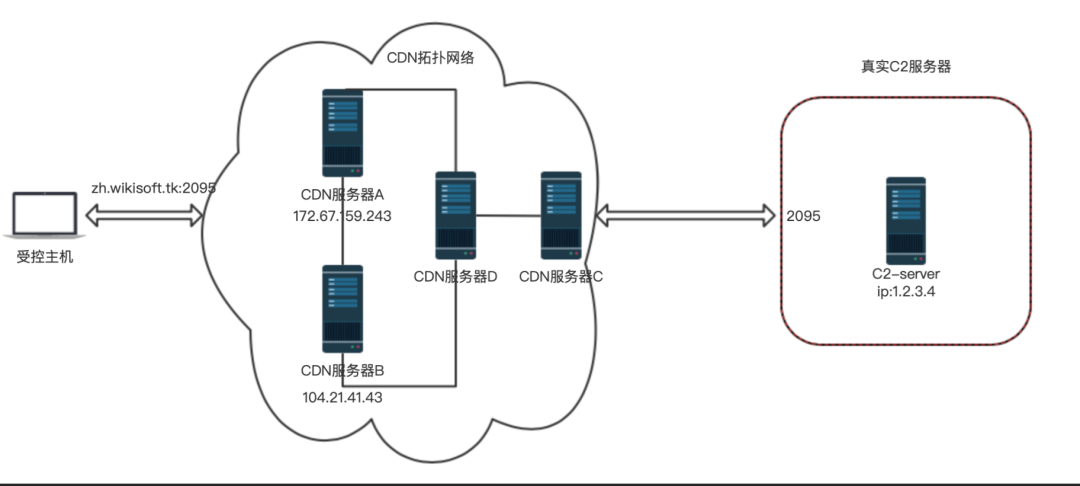 CDN拓扑网络
真实C2服务器
zh.wikisoft.tk:2095
受控主机
CDN服务器A
172.67.159.243
CDN服务器D
CDN服务器C
2095
C2-server
ip:1.2.3.4
CDN服务器B
104.21.41.43